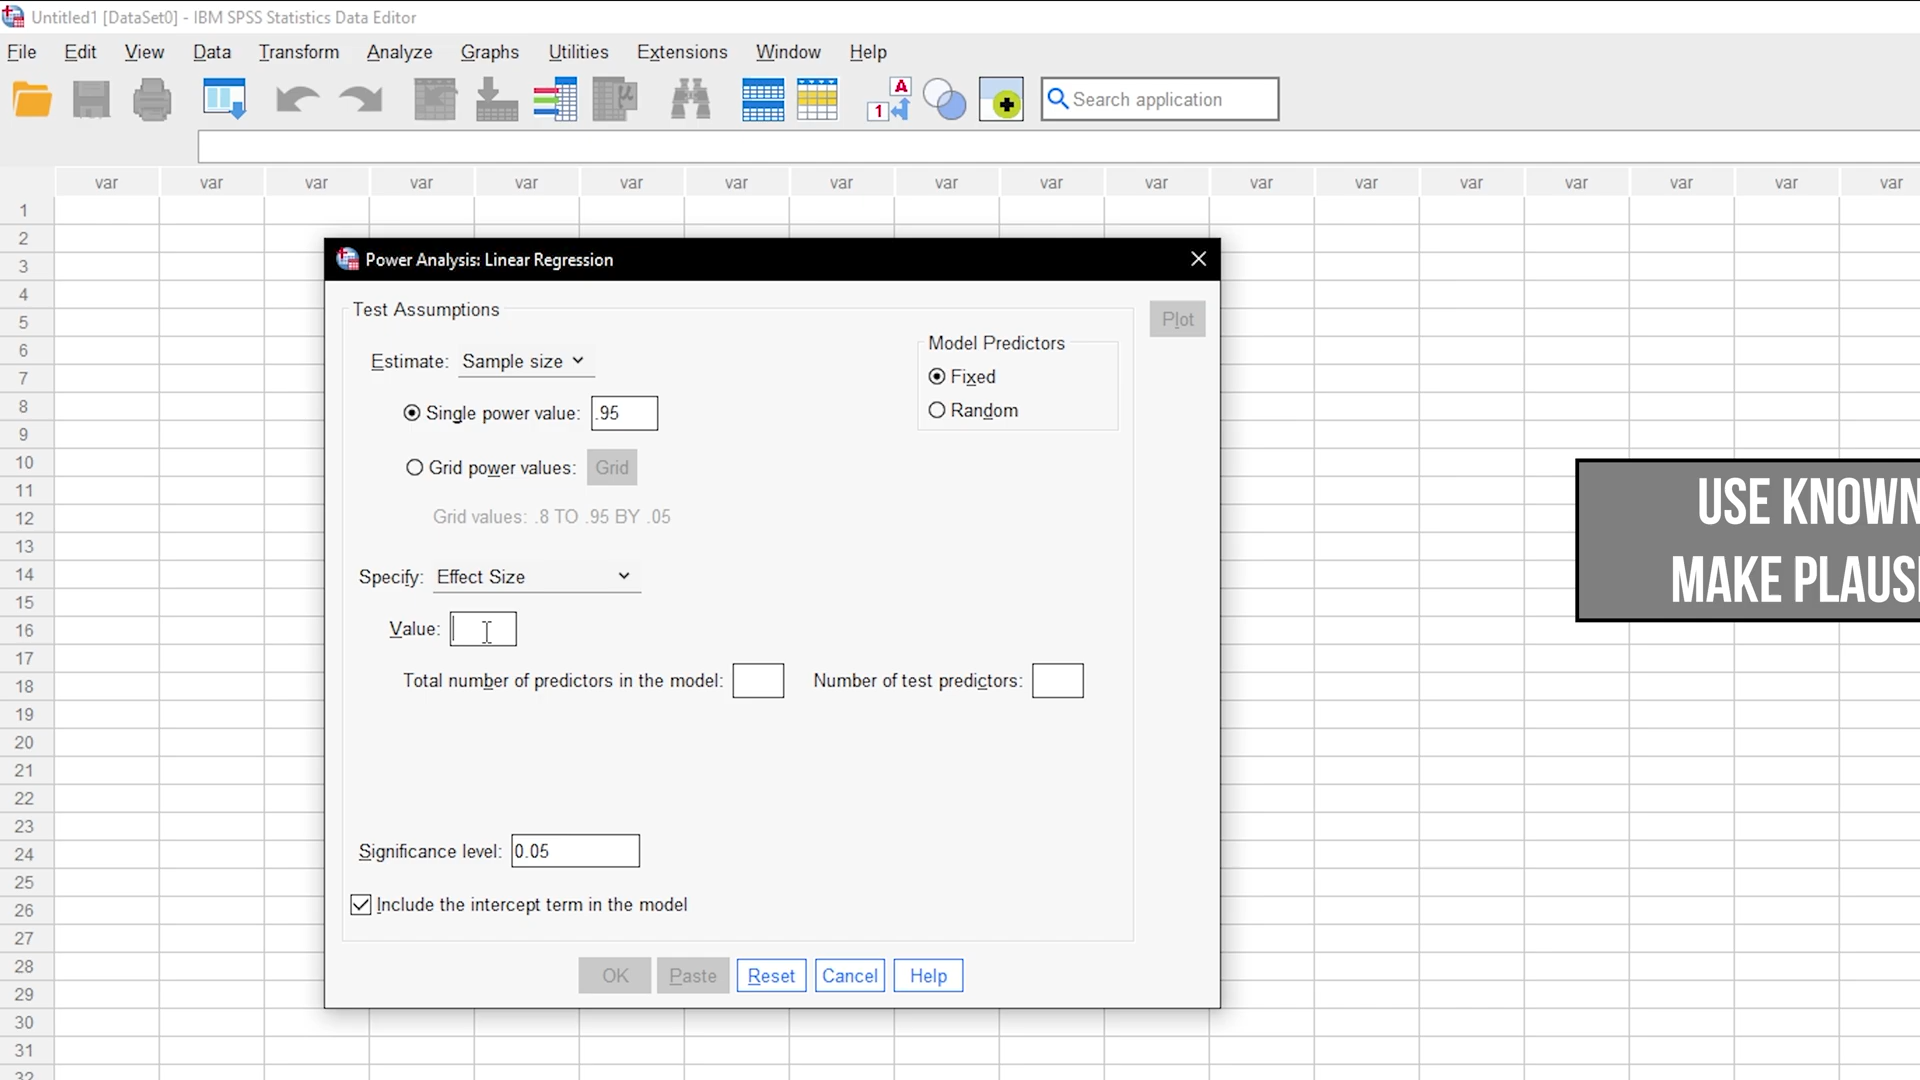 Untitled1 [DataSet0] - IBM SPSS Statistics Data Editor
File Edit View Data Transform Analyze Graphs Utilities Extensions Window Help
A
1
μ
Search application
var var var var var var var var var var var var var var var var var var
1
2
3
4
5
6
7
8
9
10
11
12
13
14
15
16
17
18
19
20
21
22
23
24
25
26
27
28
29
30
31
32
Power Analysis: Linear Regression
Test Assumptions
Plot
Estimate: Sample size
Model Predictors
Fixed
Random
Single power value: .95
Grid power values: Grid
Grid values: .8 TO .95 BY .05
Specify: Effect Size
Value:
Total number of predictors in the model:
Number of test predictors:
Significance level: 0.05
Include the intercept term in the model
OK Paste Reset Cancel Help
USE KNOWN
MAKE PLAUSI